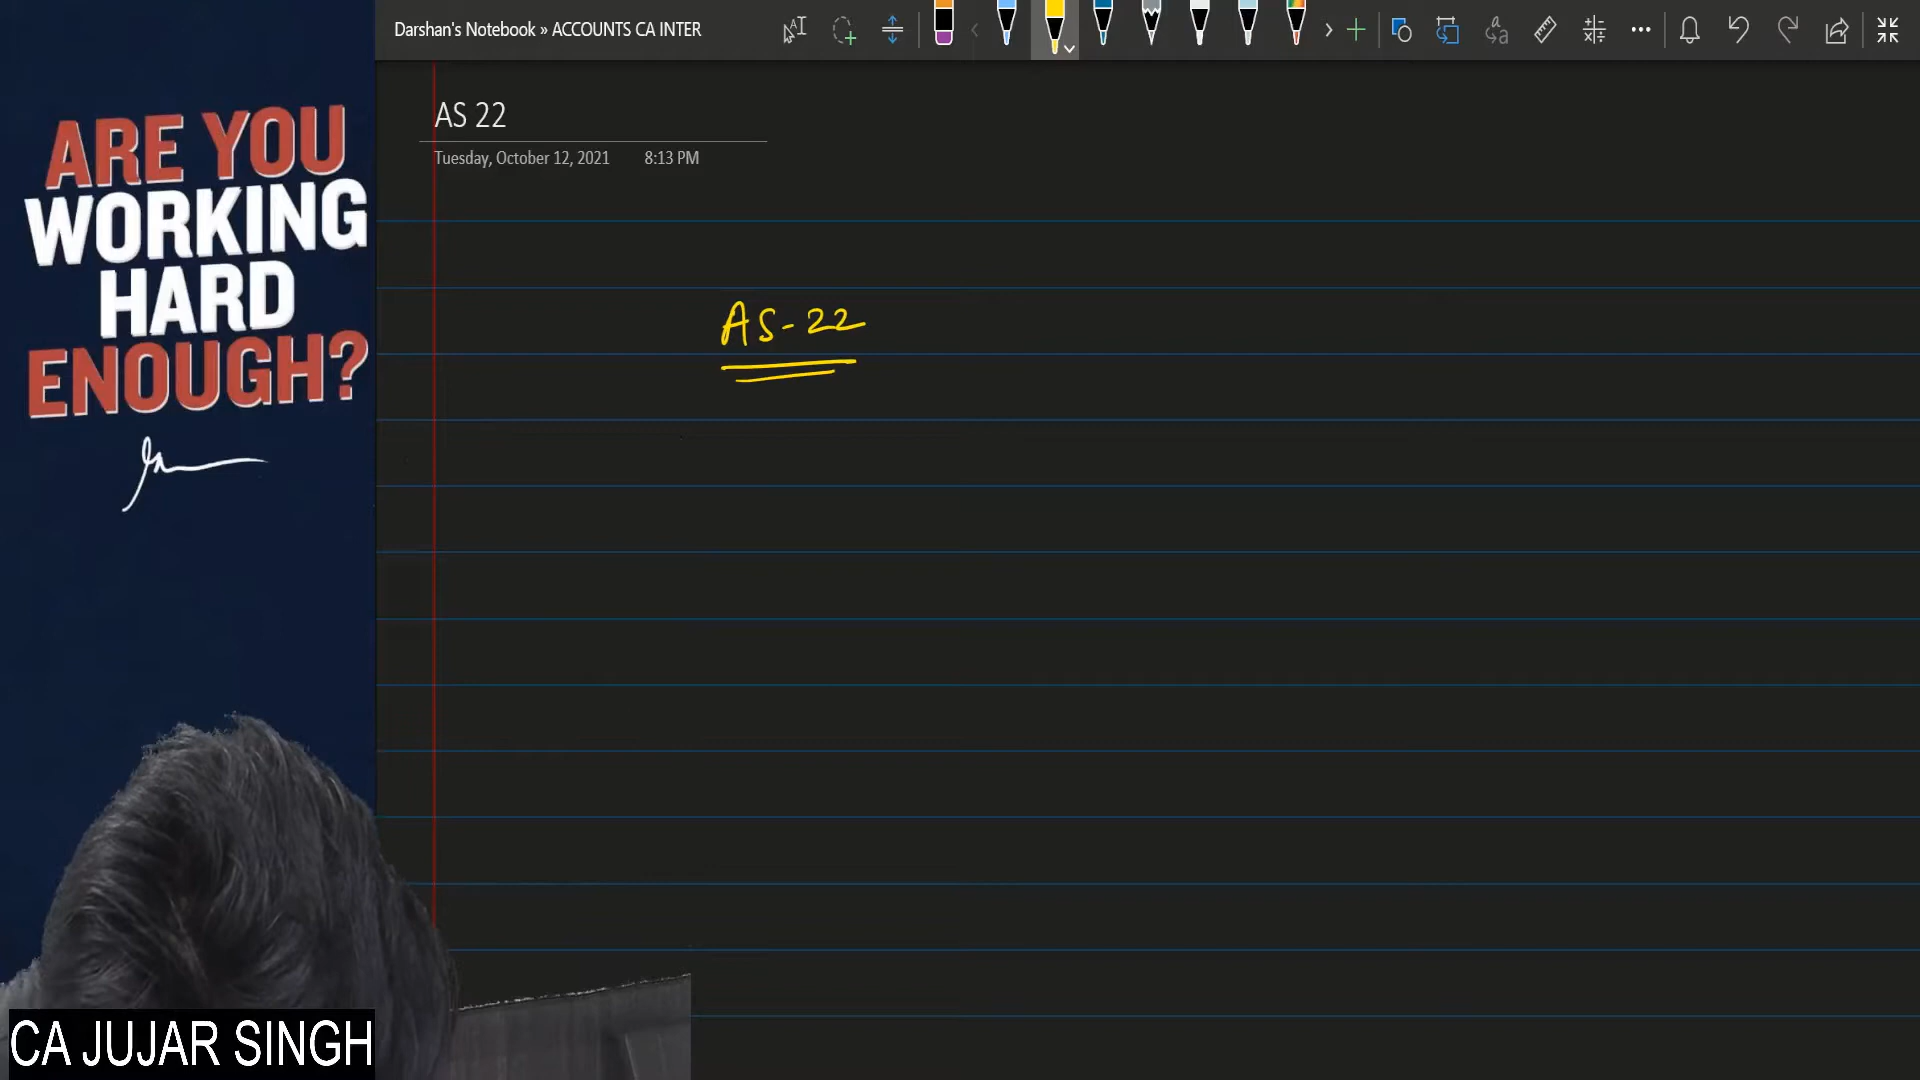 Darshan's Notebook » ACCOUNTS CA INTER
ARE YOU
WORKING
HARD
ENOUGH?
AS 22
Tuesday, October 12, 2021 8:13 PM
AS-22
CA JUJAR SINGH